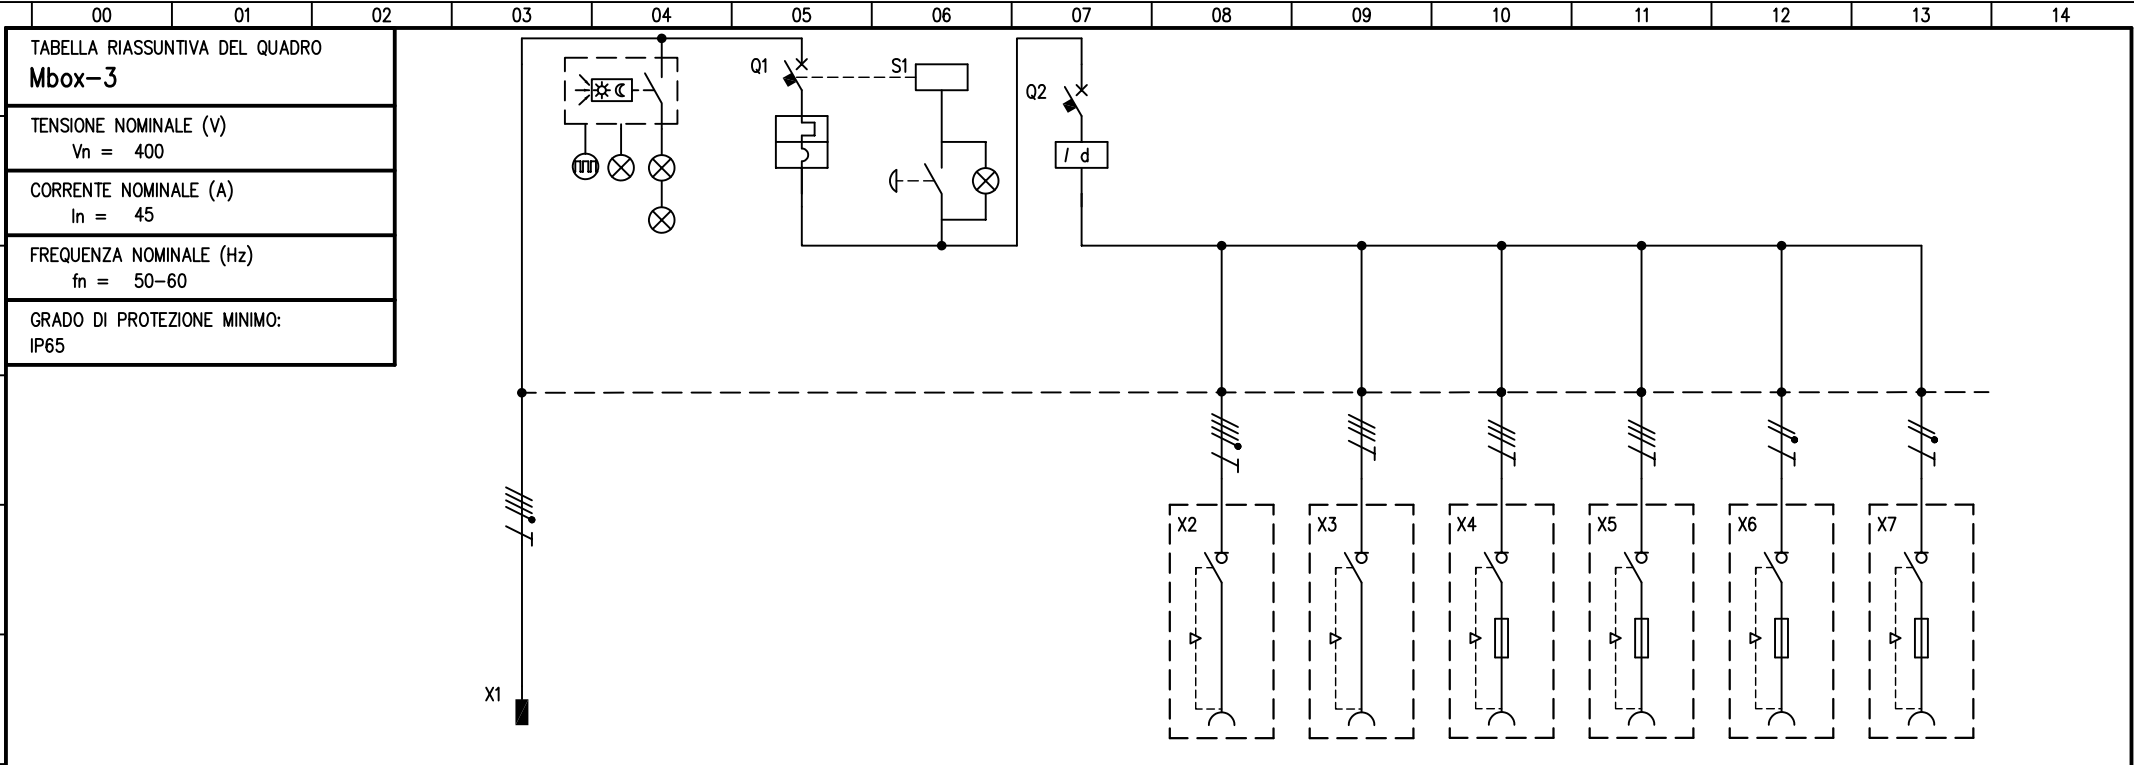 00 01 02 03 04 05 06 07 08 09 10 11 12 13 14
TABELLA RIASSUNTIVA DEL QUADRO
Mbox-3
TENSIONE NOMINALE (V)
Vn = 400
CORRENTE NOMINALE (A)
In = 45
FREQUENZA NOMINALE (Hz)
fn = 50-60
GRADO DI PROTEZIONE MINIMO:
IP65
Q1
S1
Q2
I d
X2
X3
X4
X5
X6
X7
X1